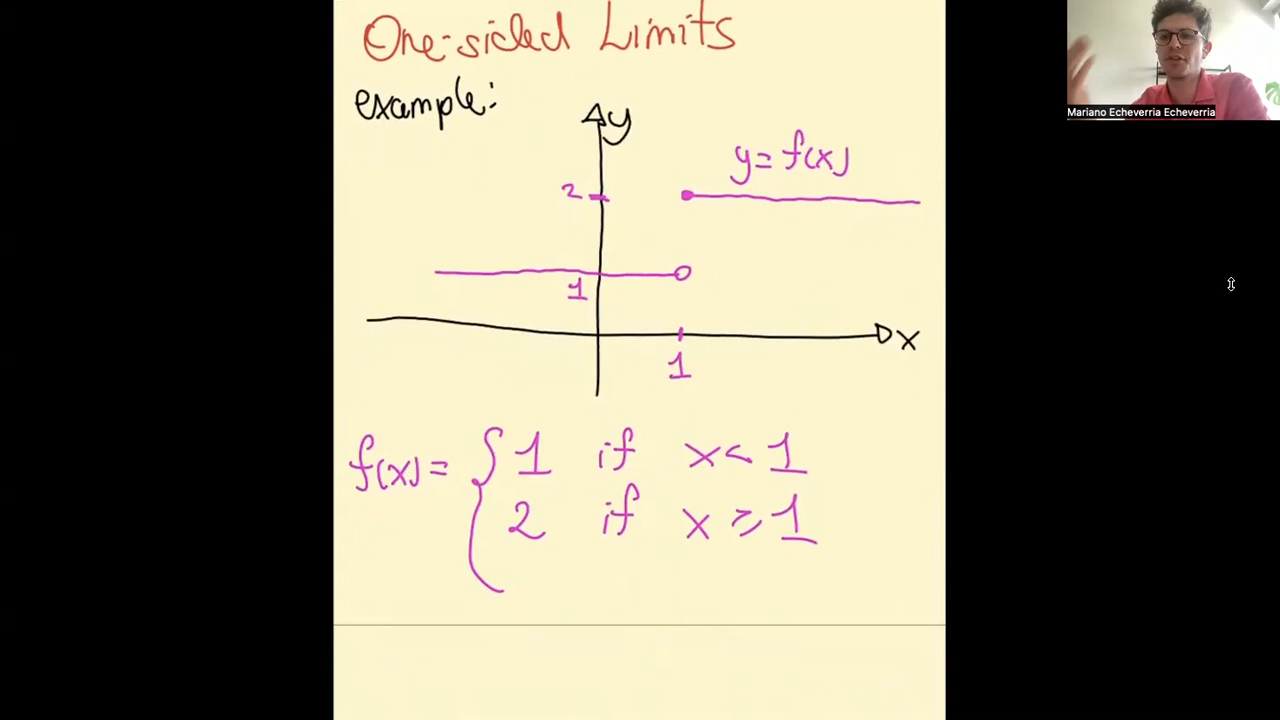 One-sided Limits
example:
Mariano Echeverria Echeverria
y
y = f(x)
2
1
x
1
f(x) = { 1 if x < 1
2 if x ≥ 1